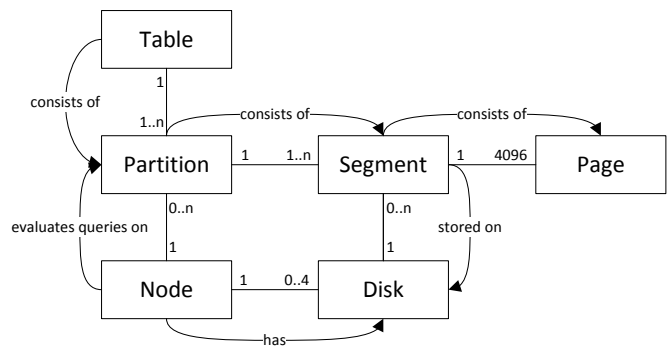 Table
1
consists of
1..n
consists of
consists of
Partition
1
1..n
Segment
1
4096
Page
0..n
0..n
evaluates queries on
stored on
1
1
Node
1
0..4
Disk
has